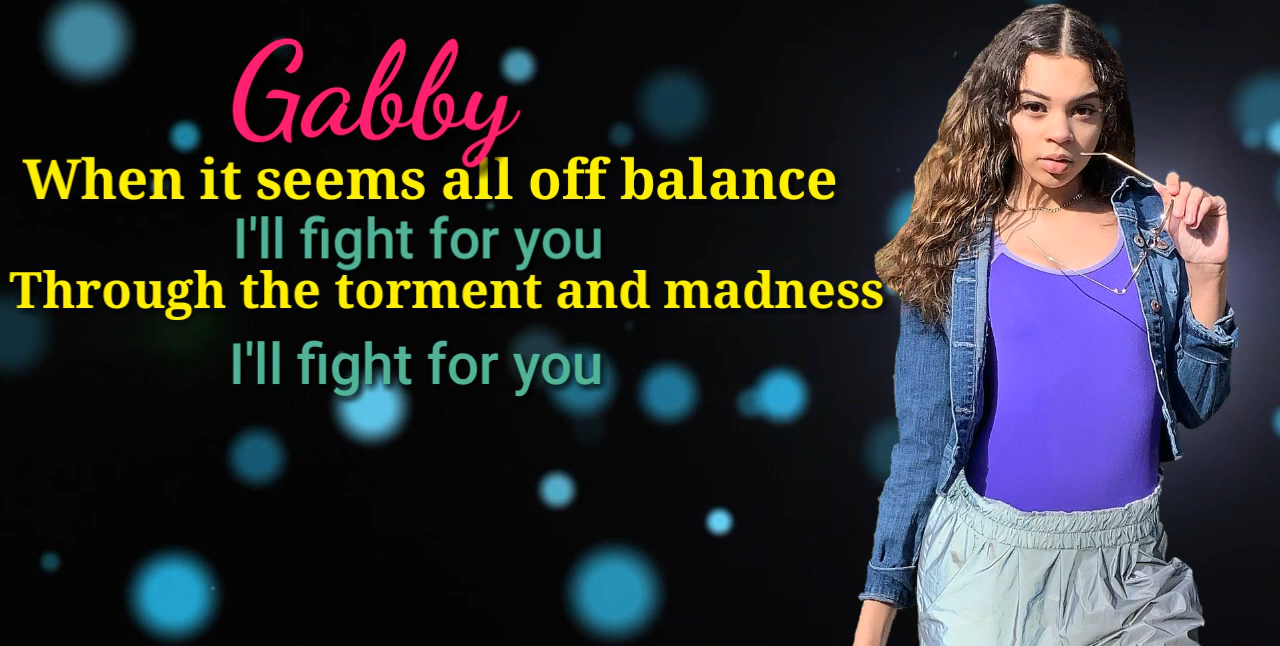 Gabby
When it seems all off balance
I'll fight for you
Through the torment and madness
I'll fight for you